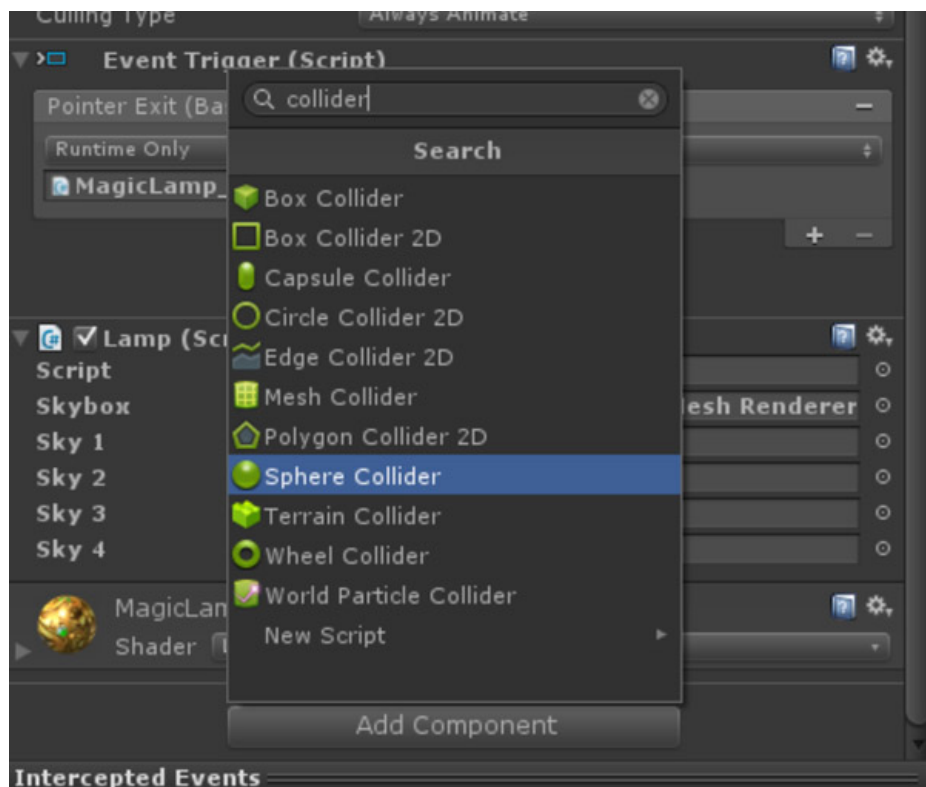 Culling Type Always Animate
Event Trigger (Script)
Pointer Exit (Ba
Runtime Only
MagicLamp_
collider
Search
Box Collider
Box Collider 2D
Capsule Collider
Circle Collider 2D
Edge Collider 2D
Mesh Collider
Polygon Collider 2D
Sphere Collider
Terrain Collider
Wheel Collider
World Particle Collider
New Script
Lamp (Scr
Script
Skybox esh Renderer
Sky 1
Sky 2
Sky 3
Sky 4
MagicLam
Shader
Add Component
Intercepted Events